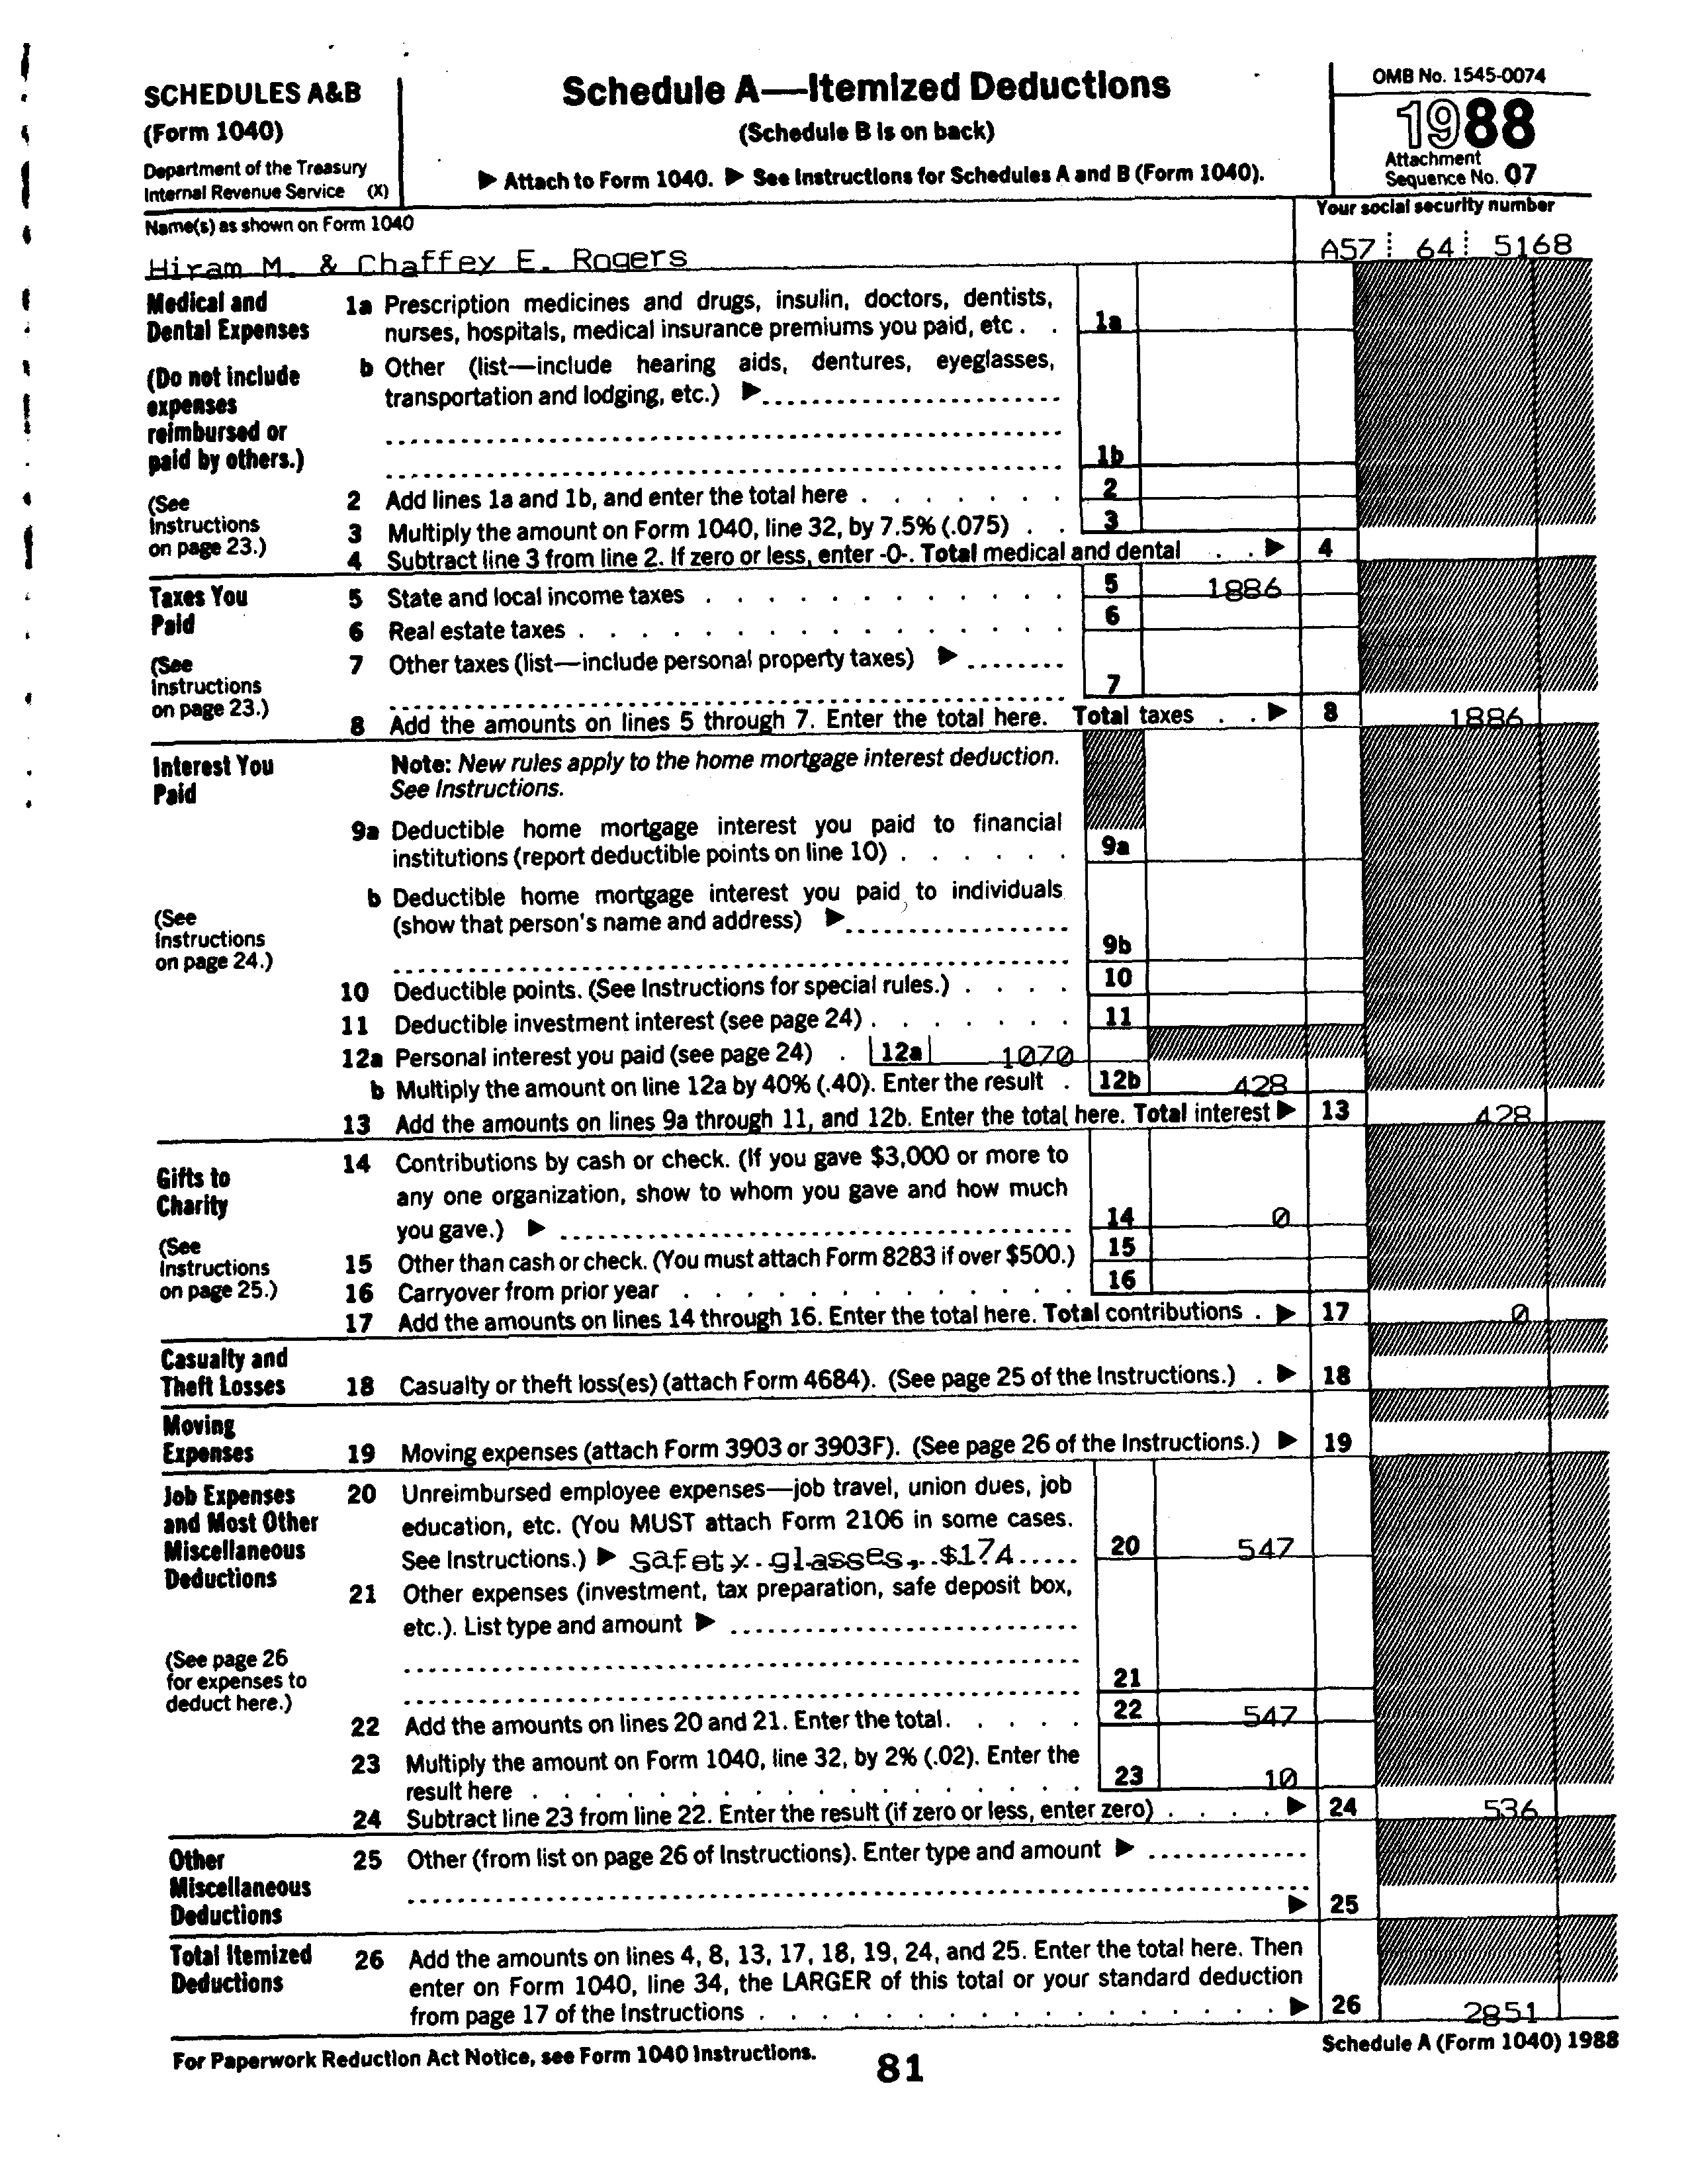 SCHEDULES A&B
(Form 1040)
Department of the Treasury
Internal Revenue Service (X)
Schedule A—Itemized Deductions
(Schedule B is on back)
▶ Attach to Form 1040. ▶ See Instructions for Schedules A and B (Form 1040).
OMB No. 1545-0074
1988
Attachment
Sequence No. 07
Name(s) as shown on Form 1040
Hiram M. & Chaffey E. Rogers
Your social security number
A57 64 5168
Medical and
Dental Expenses
(Do not include
expenses
reimbursed or
paid by others.)
(See
Instructions
on page 23.)
1a Prescription medicines and drugs, insulin, doctors, dentists,
nurses, hospitals, medical insurance premiums you paid, etc . . 1a
b Other (list—include hearing aids, dentures, eyeglasses,
transportation and lodging, etc.) ▶
1b
2 Add lines 1a and 1b, and enter the total here . . . . . . . 2
3 Multiply the amount on Form 1040, line 32, by 7.5% (.075) . . 3
4 Subtract line 3 from line 2. If zero or less, enter -0-. Total medical and dental . . ▶ 4
Taxes You
Paid
(See
Instructions
on page 23.)
5 State and local income taxes . . . . . . . . . . . . 5 1886
6 Real estate taxes . . . . . . . . . . . . . . . . 6
7 Other taxes (list—include personal property taxes) ▶
7
8 Add the amounts on lines 5 through 7. Enter the total here. Total taxes . . ▶ 8 1886
Interest You
Paid
(See
Instructions
on page 24.)
Note: New rules apply to the home mortgage interest deduction.
See Instructions.
9a Deductible home mortgage interest you paid to financial
institutions (report deductible points on line 10) . . . . . . 9a
b Deductible home mortgage interest you paid to individuals
(show that person's name and address) ▶
9b
10 Deductible points. (See Instructions for special rules.) . . . . 10
11 Deductible investment interest (see page 24) . . . . . . . 11
12a Personal interest you paid (see page 24) . 12a 1070
b Multiply the amount on line 12a by 40% (.40). Enter the result . 12b 428
13 Add the amounts on lines 9a through 11, and 12b. Enter the total here. Total interest ▶ 13 428
Gifts to
Charity
(See
Instructions
on page 25.)
14 Contributions by cash or check. (If you gave $3,000 or more to
any one organization, show to whom you gave and how much
you gave.) ▶ 14 0
15 Other than cash or check. (You must attach Form 8283 if over $500.) 15
16 Carryover from prior year . . . . . . . . . . . . . 16
17 Add the amounts on lines 14 through 16. Enter the total here. Total contributions . ▶ 17 0
Casualty and
Theft Losses
18 Casualty or theft loss(es) (attach Form 4684). (See page 25 of the Instructions.) . ▶ 18
Moving
Expenses
19 Moving expenses (attach Form 3903 or 3903F). (See page 26 of the Instructions.) ▶ 19
Job Expenses
and Most Other
Miscellaneous
Deductions
(See page 26
for expenses to
deduct here.)
20 Unreimbursed employee expenses—job travel, union dues, job
education, etc. (You MUST attach Form 2106 in some cases.
See Instructions.) ▶ safety glasses, $174 20 547
21 Other expenses (investment, tax preparation, safe deposit box,
etc.). List type and amount ▶
21
22 Add the amounts on lines 20 and 21. Enter the total. . . . . . 22 547
23 Multiply the amount on Form 1040, line 32, by 2% (.02). Enter the
result here . . . . . . . . . . . . . . . . . . 23 10
24 Subtract line 23 from line 22. Enter the result (if zero or less, enter zero) . . . . ▶ 24 536
Other
Miscellaneous
Deductions
25 Other (from list on page 26 of Instructions). Enter type and amount ▶
▶ 25
Total Itemized
Deductions
26 Add the amounts on lines 4, 8, 13, 17, 18, 19, 24, and 25. Enter the total here. Then
enter on Form 1040, line 34, the LARGER of this total or your standard deduction
from page 17 of the Instructions . . . . . . . . . . . . . . . . . . ▶ 26 2851
For Paperwork Reduction Act Notice, see Form 1040 Instructions.
Schedule A (Form 1040) 1988
81